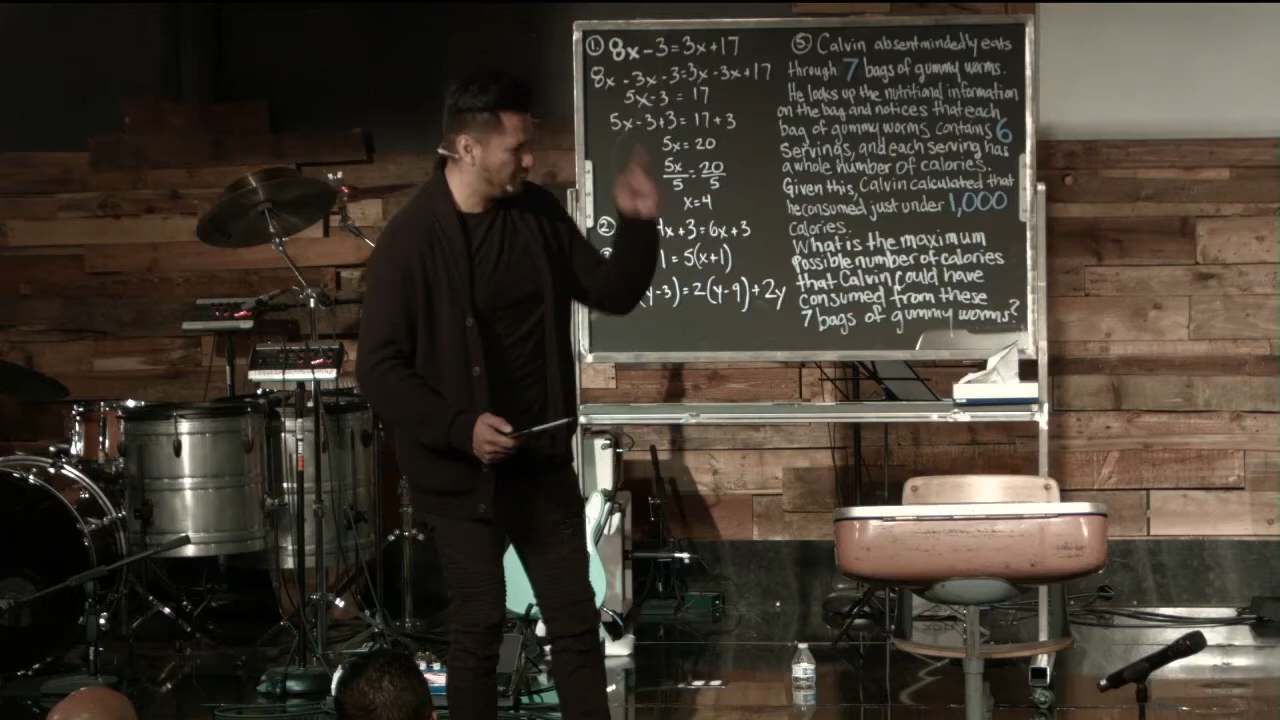 ① 8x-3=3x+17
8x-3x-3=3x-3x+17
5x-3=17
5x-3+3=17+3
5x=20
5x/5=20/5
x=4
② 4x+3=6x+3
1=5(x+1)
(y-3)=2(y-9)+2y
⑤ Calvin absentmindedly eats
through 7 bags of gummy worms.
He looks up the nutritional information
on the bag and notices that each
bag of gummy worms contains 6
servings, and each serving has
a whole number of calories.
Given this, Calvin calculated that
he consumed just under 1,000
calories.
What is the maximum
possible number of calories
that Calvin could have
consumed from these
7 bags of gummy worms?